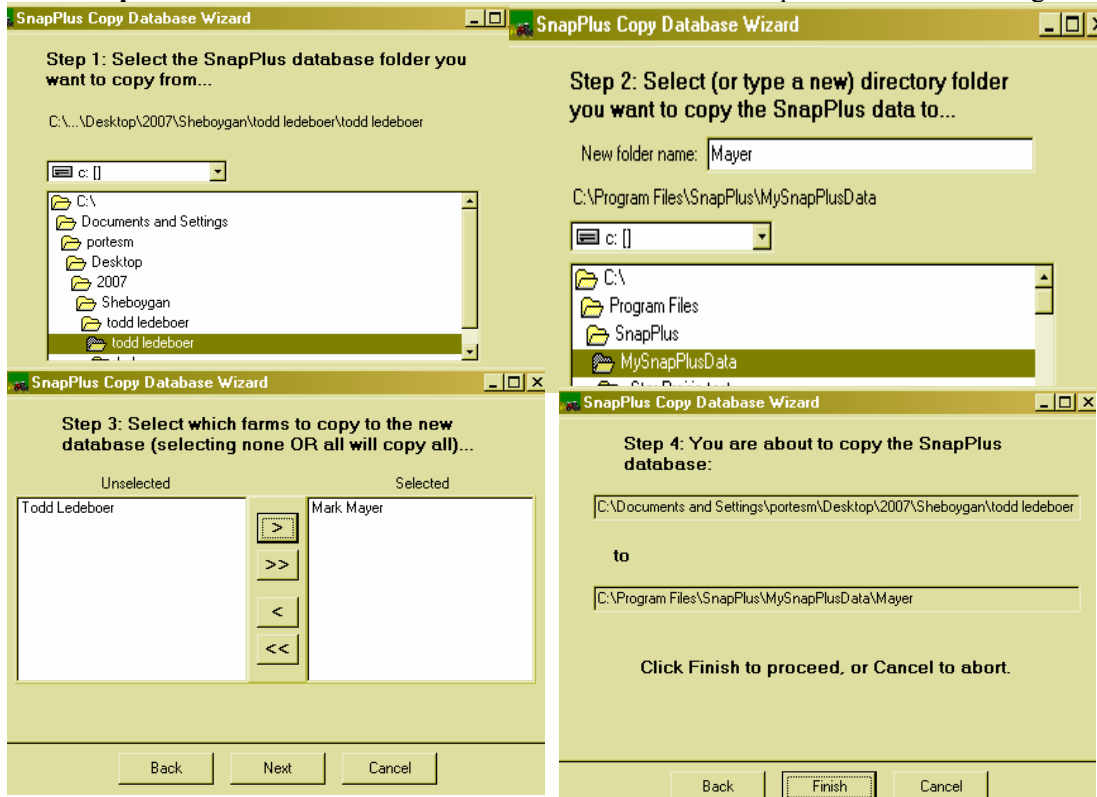 SnapPlus Copy Database Wizard
Step 1: Select the SnapPlus database folder you
want to copy from...
C:\...\Desktop\2007\Sheboygan\todd ledeboer\todd ledeboer
c: []
C:\
Documents and Settings
portesm
Desktop
2007
Sheboygan
todd ledeboer
todd ledeboer
SnapPlus Copy Database Wizard
Step 2: Select (or type a new) directory folder
you want to copy the SnapPlus data to...
New folder name: Mayer
C:\Program Files\SnapPlus\MySnapPlusData
c: []
C:\
Program Files
SnapPlus
MySnapPlusData
SnapPlus Copy Database Wizard
Step 3: Select which farms to copy to the new
database (selecting none OR all will copy all)...
Unselected Selected
Todd Ledeboer Mark Mayer
>
>>
<
<<
Back Next Cancel
SnapPlus Copy Database Wizard
Step 4: You are about to copy the SnapPlus
database:
C:\Documents and Settings\portesm\Desktop\2007\Sheboygan\todd ledeboer
to
C:\Program Files\SnapPlus\MySnapPlusData\Mayer
Click Finish to proceed, or Cancel to abort.
Back Finish Cancel